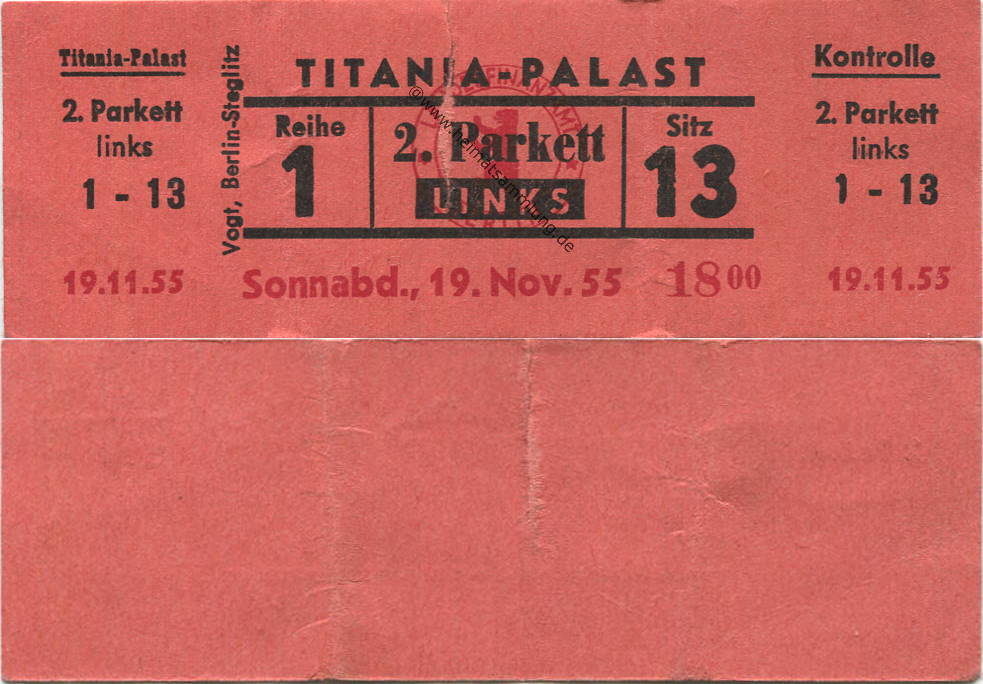 Titania-Palast
2. Parkett
links
1 - 13
19.11.55
Vogt, Berlin-Steglitz
TITANIA-PALAST
Reihe
1
2. Parkett
LINKS
Sitz
13
Sonnabd., 19. Nov. 55 18 00
Kontrolle
2. Parkett
links
1 - 13
19.11.55
©www.heimatsammlung.de